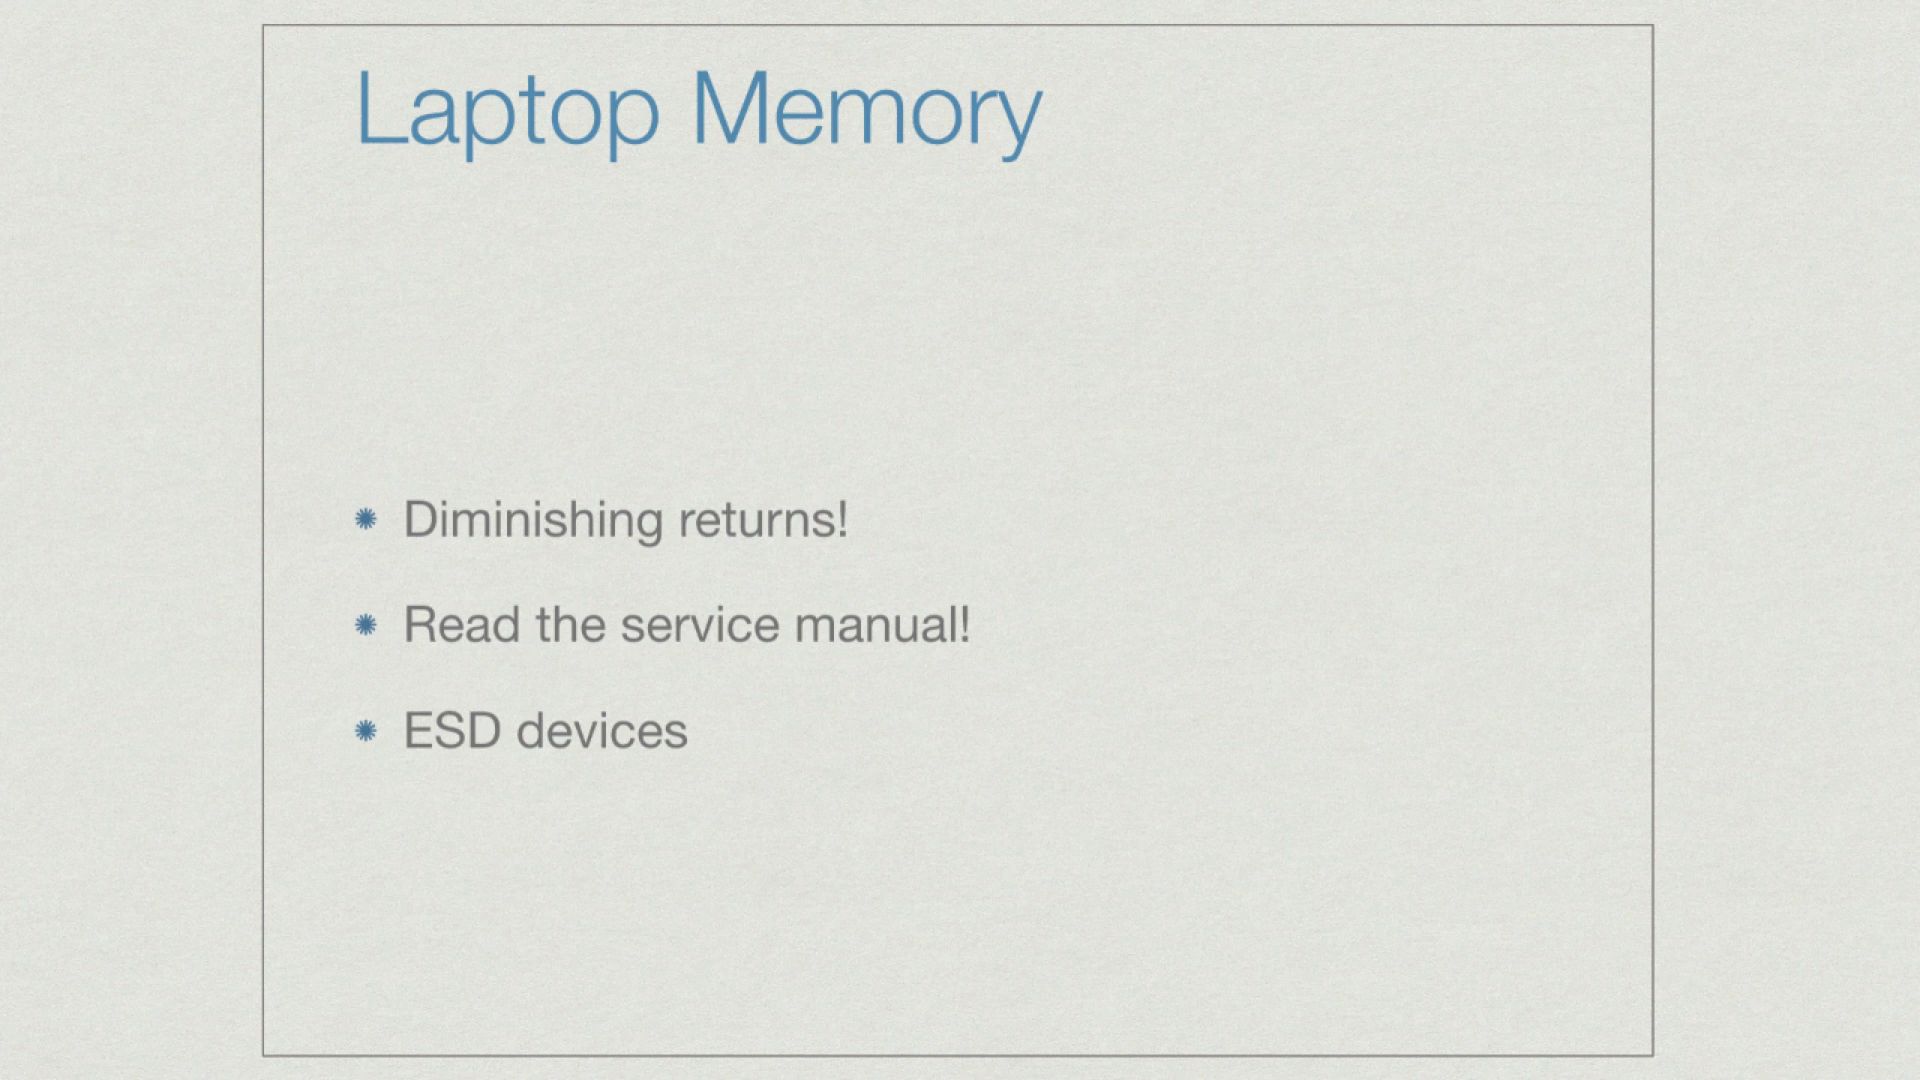 Laptop Memory
Diminishing returns!
Read the service manual!
ESD devices